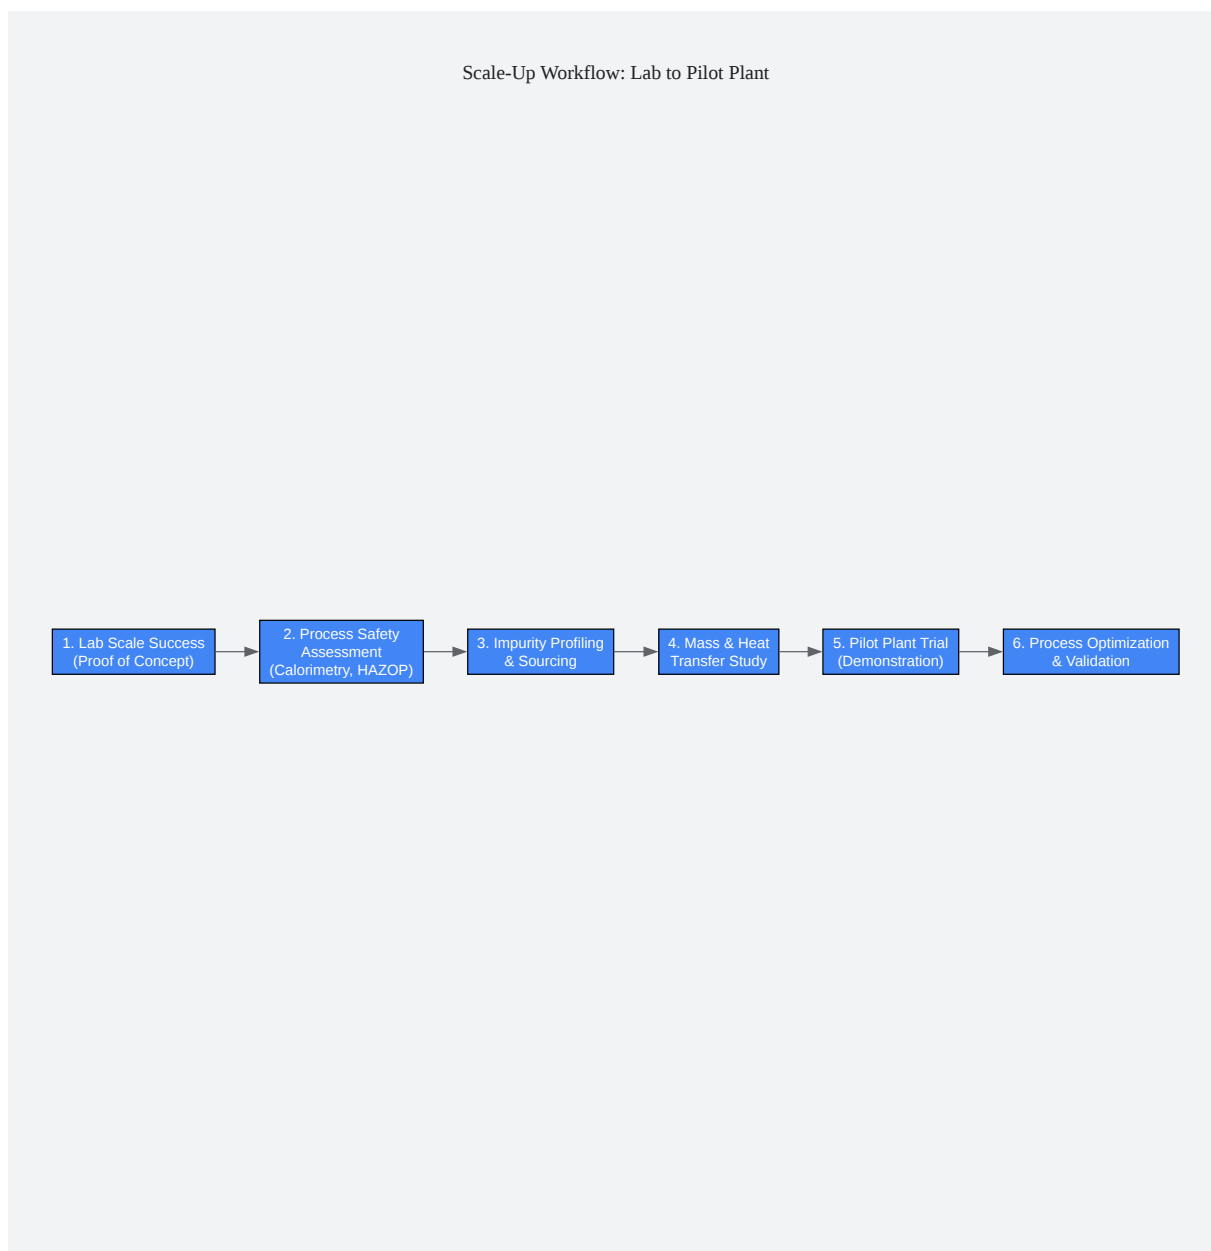 Scale-Up Workflow: Lab to Pilot Plant
1. Lab Scale Success
(Proof of Concept)
2. Process Safety
Assessment
(Calorimetry, HAZOP)
3. Impurity Profiling
& Sourcing
4. Mass & Heat
Transfer Study
5. Pilot Plant Trial
(Demonstration)
6. Process Optimization
& Validation